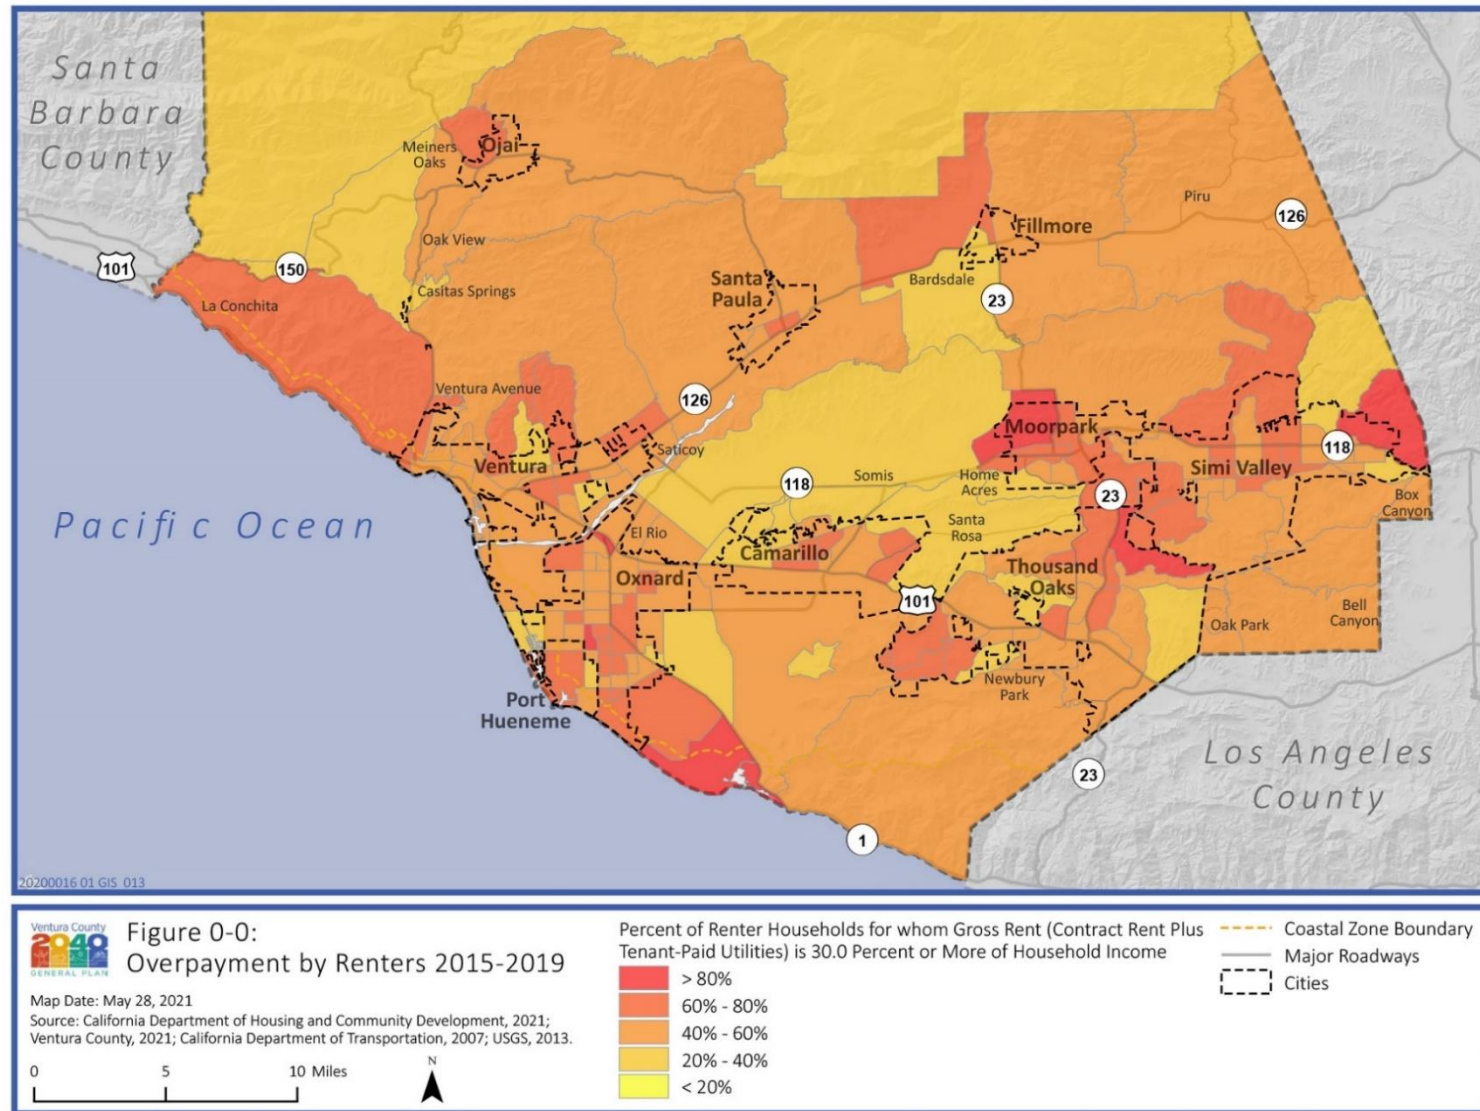 Santa
Barbara
County
101
150
La Conchita
Meiners
Oaks
Ojai
Oak View
Casitas Springs
Ventura Avenue
Ventura
Santa
Paula
126
Saticoy
Fillmore
Bardsdale
23
Piru
126
Moorpark
118
Somis
Home
Acres
Santa
Rosa
23
Simi Valley
118
Box
Canyon
El Rio
Camarillo
Oxnard
Thousand
Oaks
101
Oak Park
Bell
Canyon
Newbury
Park
Port
Hueneme
Pacific Ocean
Los Angeles
County
23
1
20200016 01 GIS 013
Ventura County
2040
GENERAL PLAN
Figure 0-0:
Overpayment by Renters 2015-2019
Map Date: May 28, 2021
Source: California Department of Housing and Community Development, 2021;
Ventura County, 2021; California Department of Transportation, 2007; USGS, 2013.
0 5 10 Miles
N
Percent of Renter Households for whom Gross Rent (Contract Rent Plus
Tenant-Paid Utilities) is 30.0 Percent or More of Household Income
> 80%
60% - 80%
40% - 60%
20% - 40%
< 20%
Coastal Zone Boundary
Major Roadways
Cities